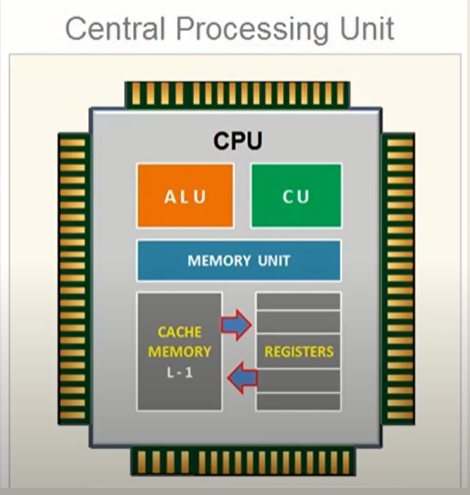 Central Processing Unit
CPU
ALU
CU
MEMORY UNIT
CACHE
MEMORY
L - 1
REGISTERS